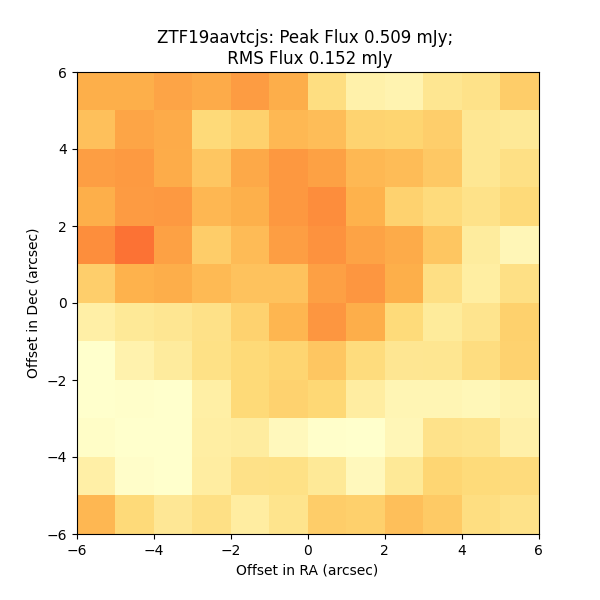 ZTF19aavtcjs: Peak Flux 0.509 mJy;
RMS Flux 0.152 mJy
6
4
2
0
−2
−4
−6
Offset in Dec (arcsec)
−6 −4 −2 0 2 4 6
Offset in RA (arcsec)